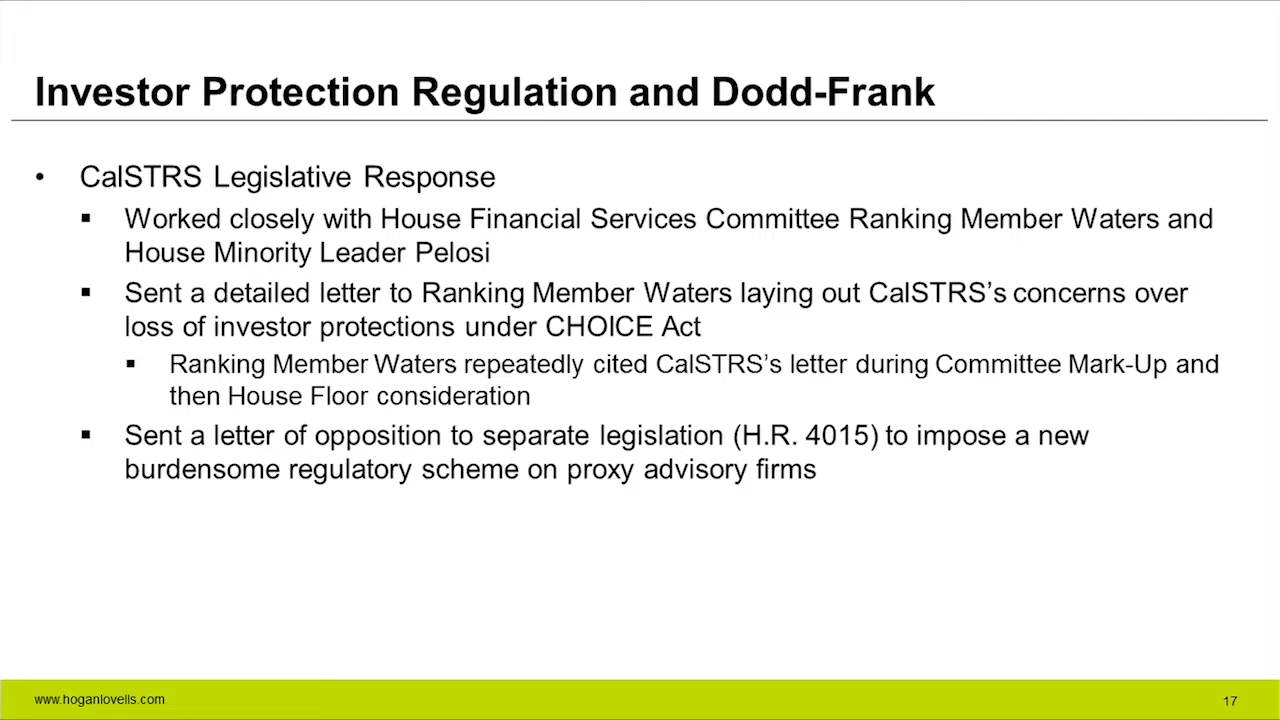 Investor Protection Regulation and Dodd-Frank
• CalSTRS Legislative Response
▪ Worked closely with House Financial Services Committee Ranking Member Waters and
House Minority Leader Pelosi
▪ Sent a detailed letter to Ranking Member Waters laying out CalSTRS’s concerns over
loss of investor protections under CHOICE Act
▪ Ranking Member Waters repeatedly cited CalSTRS’s letter during Committee Mark-Up and
then House Floor consideration
▪ Sent a letter of opposition to separate legislation (H.R. 4015) to impose a new
burdensome regulatory scheme on proxy advisory firms
www.hoganlovells.com
17